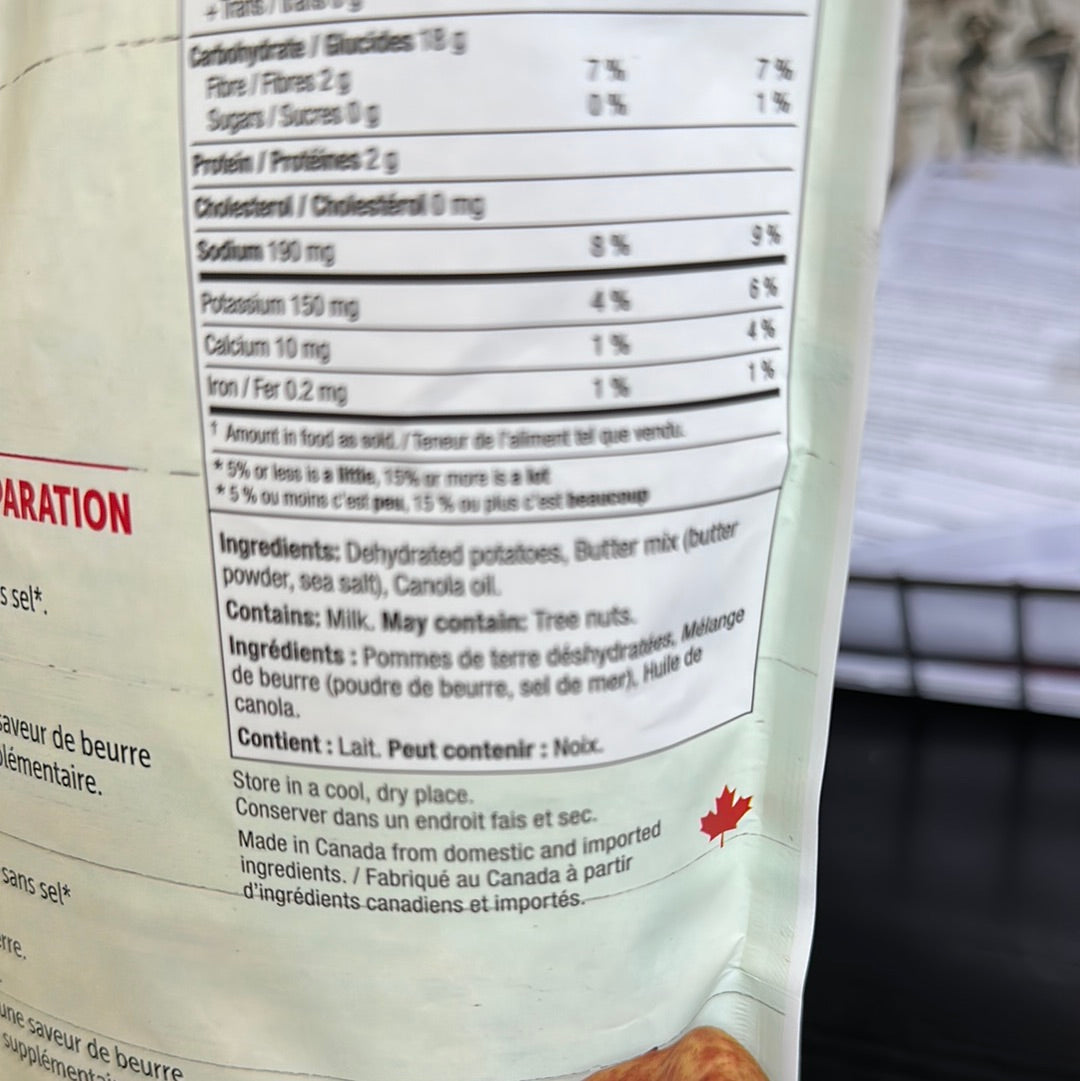 Carbohydrate / Glucides 18 g
Fibre / Fibres 2 g 7 % 7 %
Sugars / Sucres 0 g 0 % 1 %
Protein / Protéines 2 g
Cholesterol / Cholestérol 0 mg
Sodium 190 mg 8 % 9 %
Potassium 150 mg 4 % 6 %
Calcium 10 mg 1 % 4 %
Iron / Fer 0.2 mg 1 % 1 %
† Amount in food as sold. / Teneur de l'aliment tel que vendu.
* 5% or less is a little, 15% or more is a lot
* 5 % ou moins c'est peu, 15 % ou plus c'est beaucoup
Ingredients: Dehydrated potatoes, Butter mix (butter
powder, sea salt), Canola oil.
Contains: Milk. May contain: Tree nuts.
Ingrédients : Pommes de terre déshydratées, Mélange
de beurre (poudre de beurre, sel de mer), Huile de
canola.
Contient : Lait. Peut contenir : Noix.
Store in a cool, dry place.
Conserver dans un endroit fais et sec.
Made in Canada from domestic and imported
ingredients. / Fabriqué au Canada à partir
d'ingrédients canadiens et importés.
ARATION
s sel*.
saveur de beurre
lémentaire.
sans sel*
rre.
une saveur de beurre